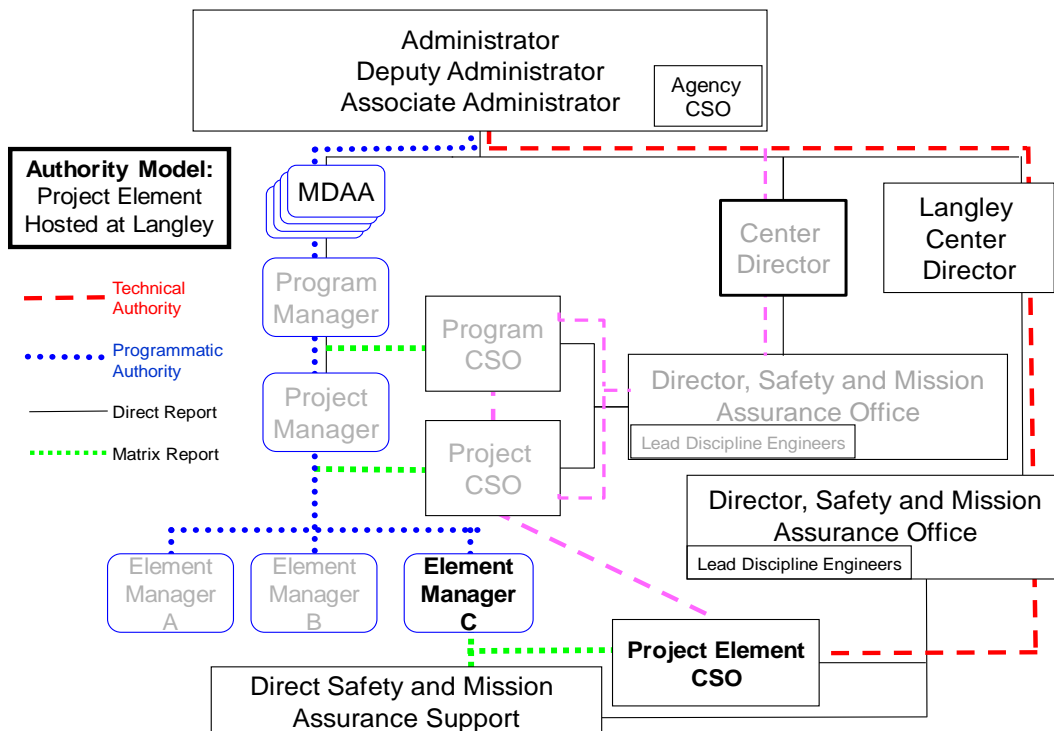 Administrator
Deputy Administrator
Associate Administrator
Agency
CSO
Authority Model:
Project Element
Hosted at Langley
MDAA
Center
Director
Langley
Center
Director
Technical
Authority
Programmatic
Authority
Direct Report
Matrix Report
Program
Manager
Program
CSO
Project
Manager
Project
CSO
Director, Safety and Mission
Assurance Office
Lead Discipline Engineers
Director, Safety and Mission
Assurance Office
Lead Discipline Engineers
Element
Manager
A
Element
Manager
B
Element
Manager
C
Project Element
CSO
Direct Safety and Mission
Assurance Support